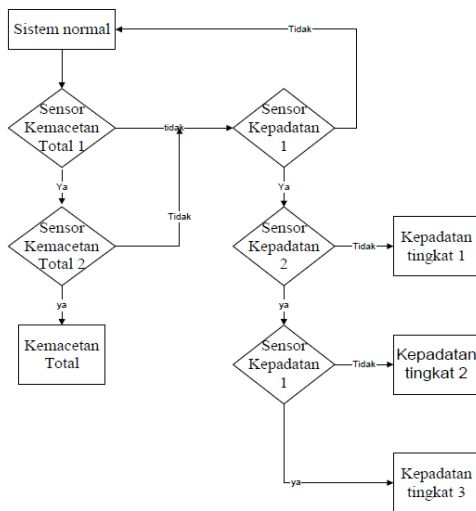 Sistem normal
Tidak
Sensor
Kemacetan
Total 1
tidak
Sensor
Kepadatan
1
Ya
Ya
Sensor
Kemacetan
Total 2
Tidak
Sensor
Kepadatan
2
Tidak
Kepadatan
tingkat 1
ya
ya
Kemacetan
Total
Sensor
Kepadatan
1
Tidak
Kepadatan
tingkat 2
ya
Kepadatan
tingkat 3